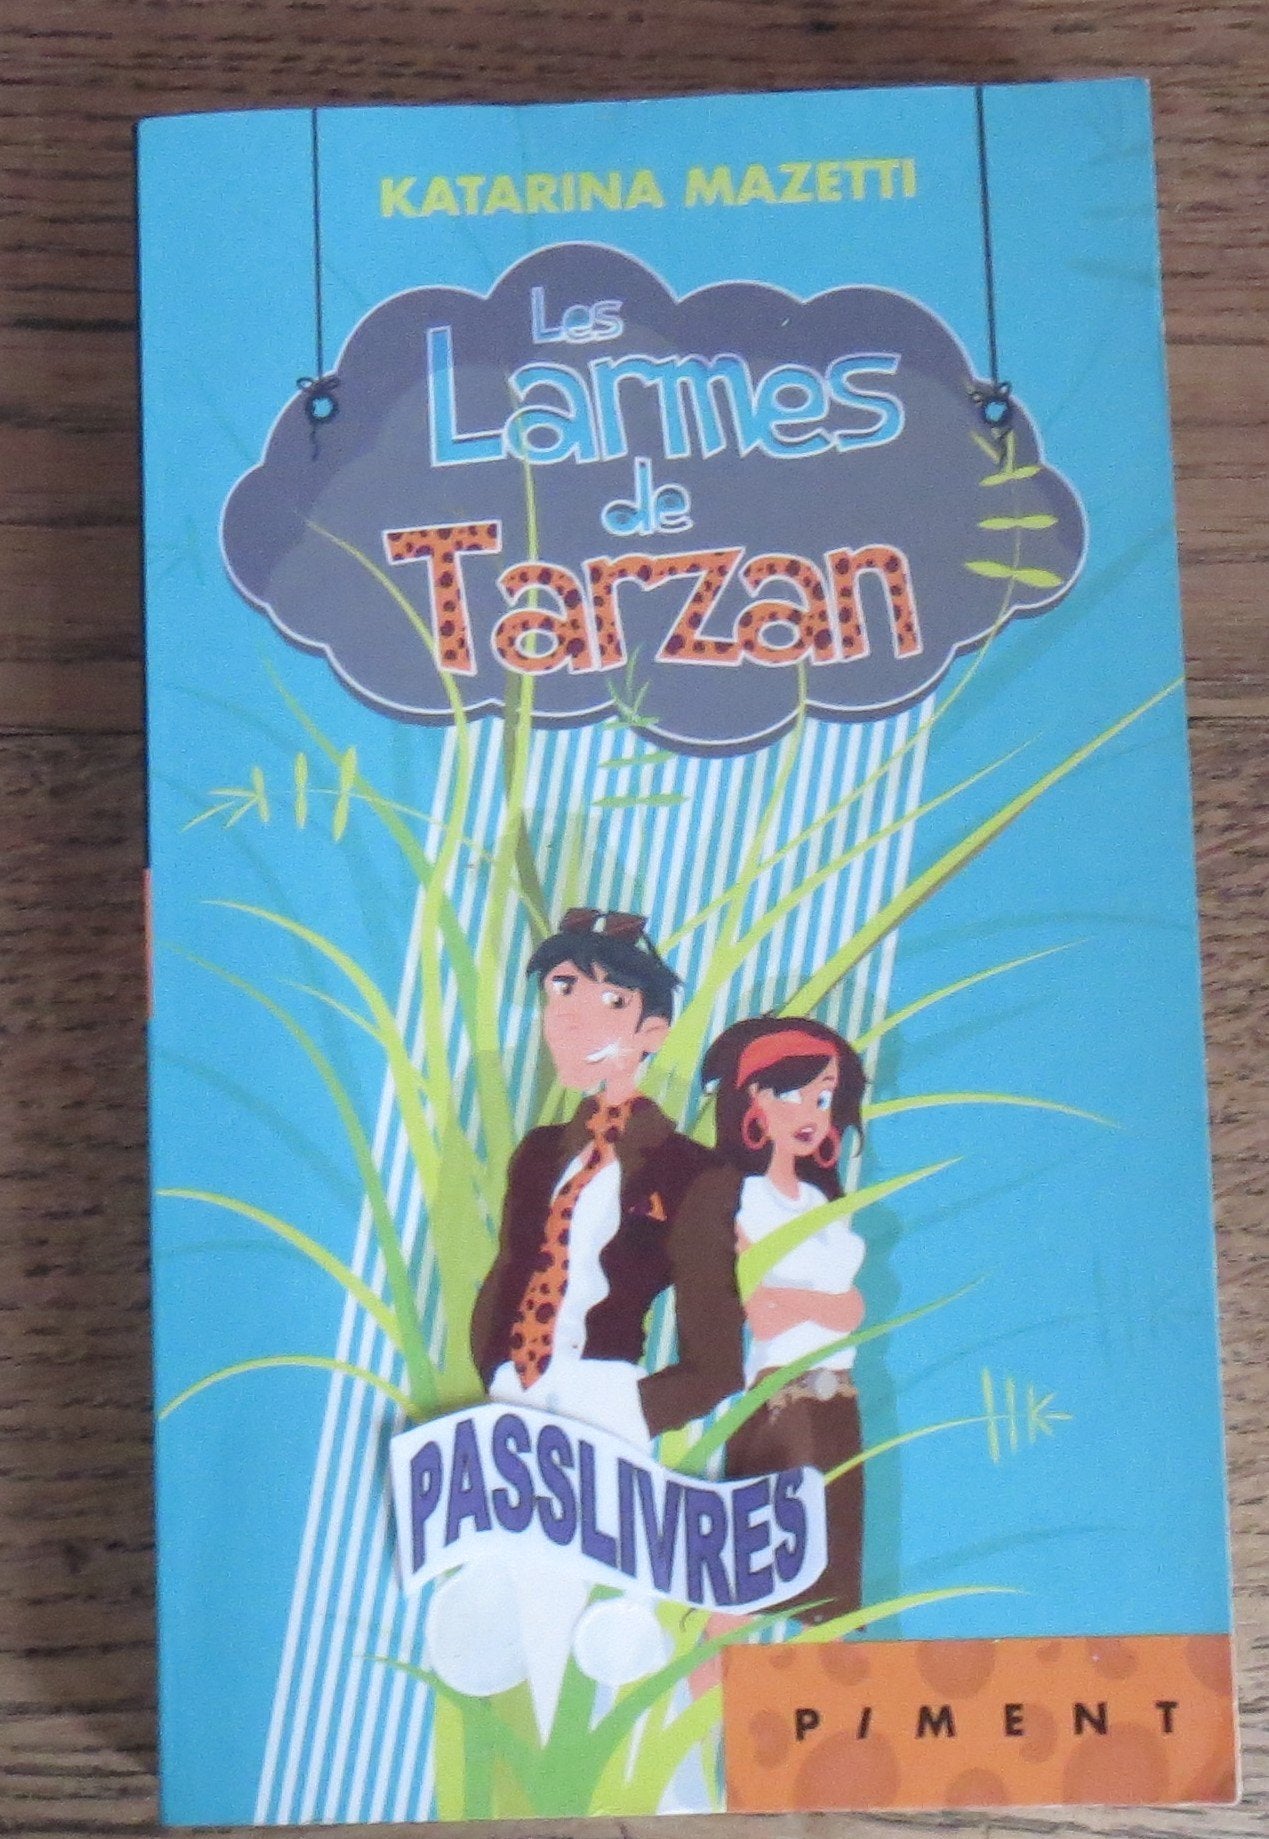 KATARINA MAZETTI
Les
Larmes
de
Tarzan
PASSLIVRES
PIMENT